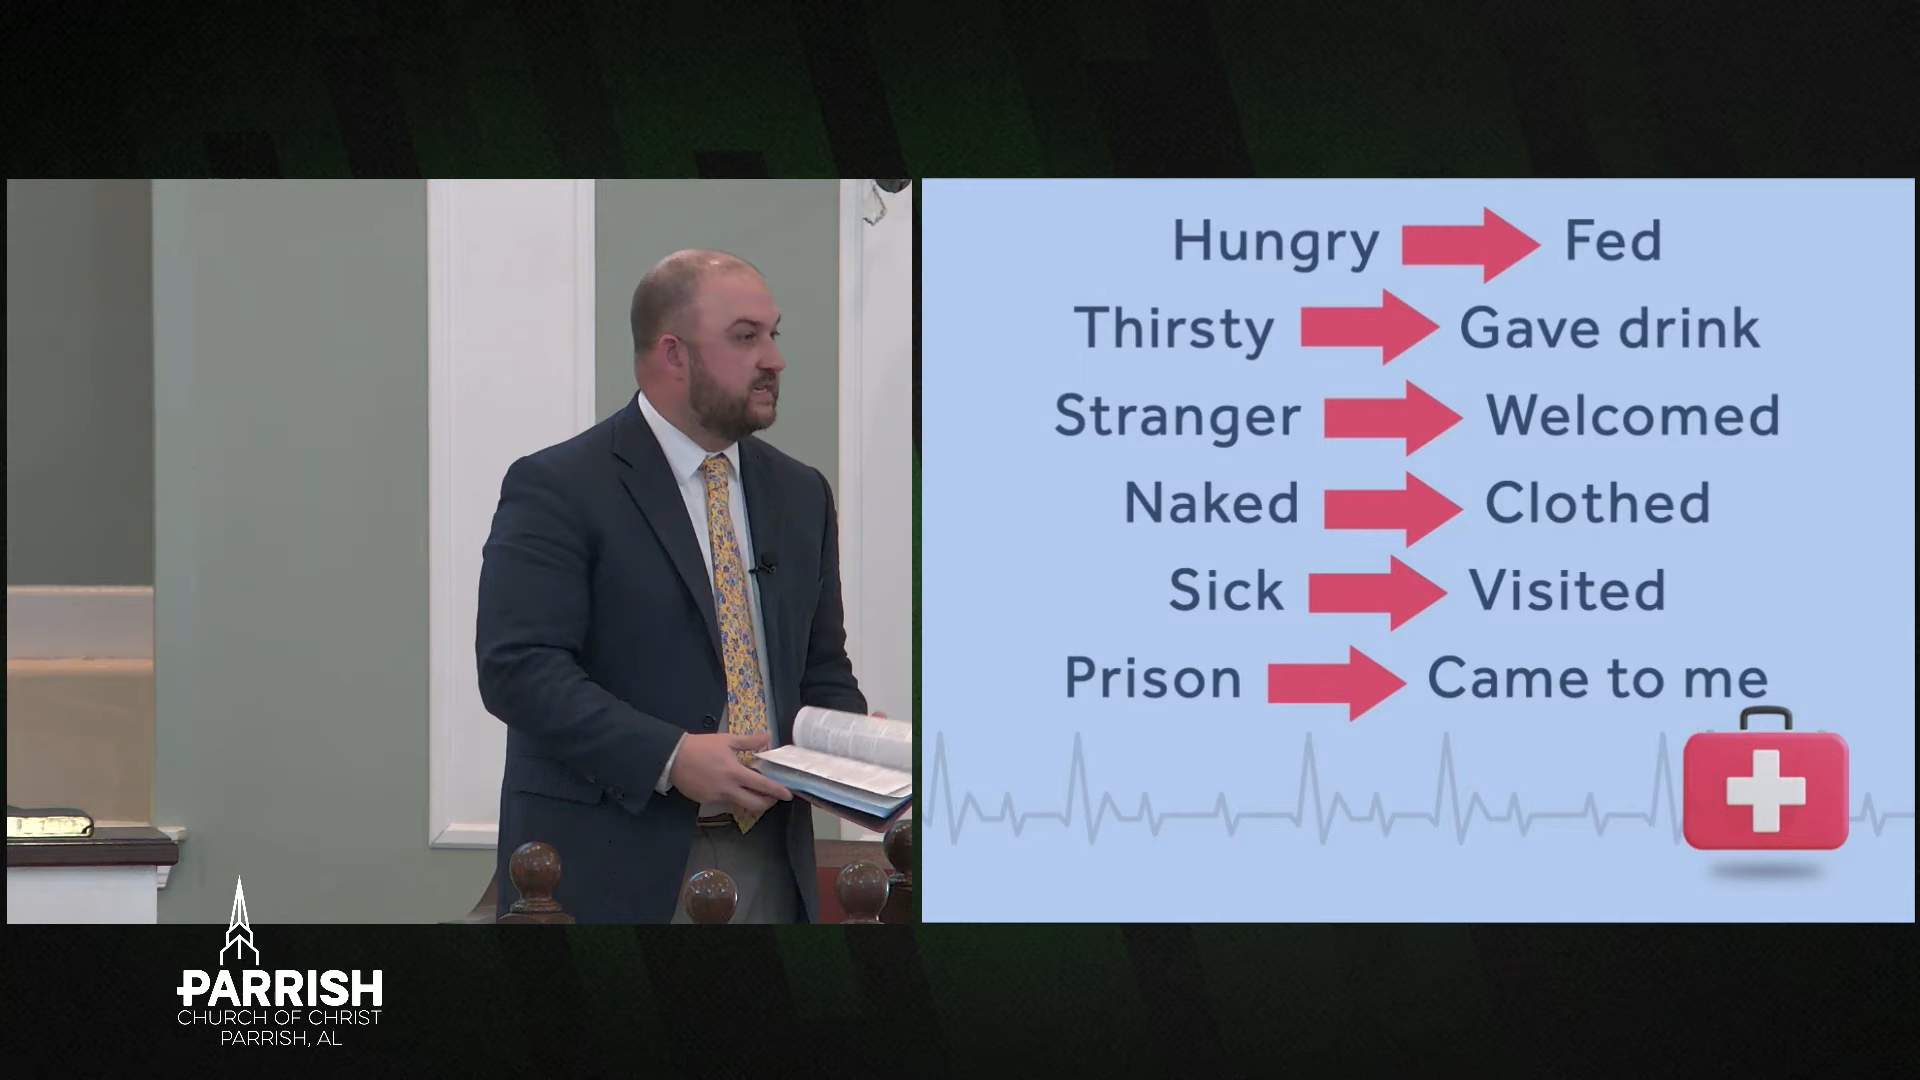 Hungry Fed
Thirsty Gave drink
Stranger Welcomed
Naked Clothed
Sick Visited
Prison Came to me
PARRISH
CHURCH OF CHRIST
PARRISH, AL